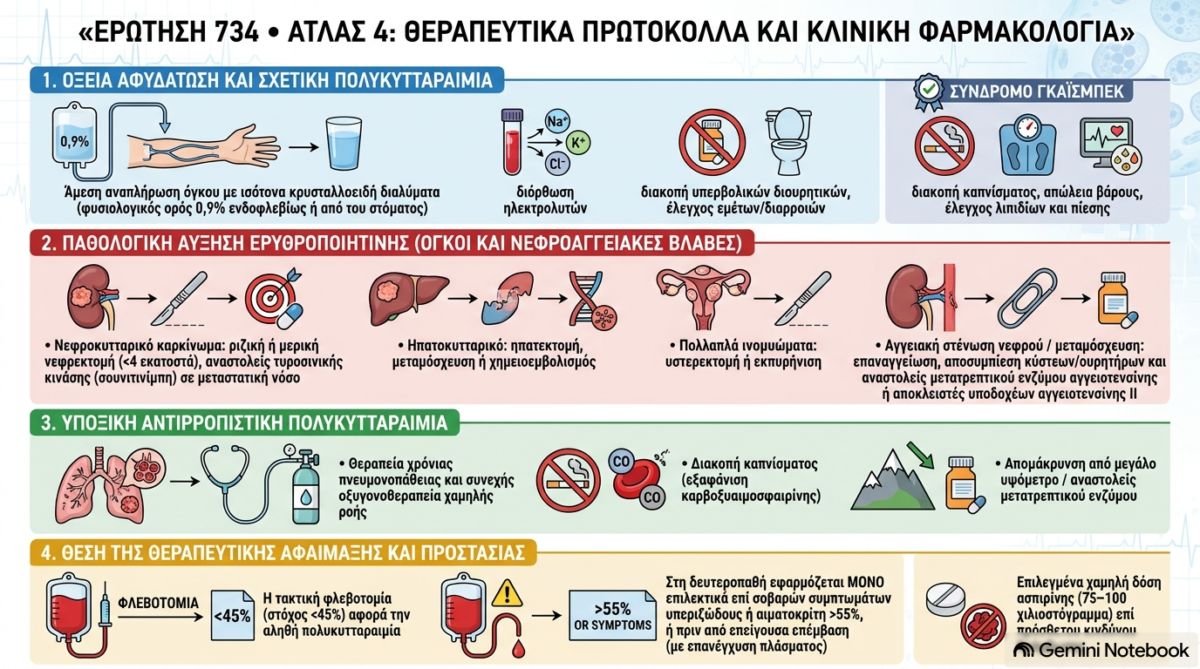 «ΕΡΩΤΗΣΗ 734 • ΑΤΛΑΣ 4: ΘΕΡΑΠΕΥΤΙΚΑ ΠΡΩΤΟΚΟΛΛΑ ΚΑΙ ΚΛΙΝΙΚΗ ΦΑΡΜΑΚΟΛΟΓΙΑ»
1. ΟΞΕΙΑ ΑΦΥΔΑΤΩΣΗ ΚΑΙ ΣΧΕΤΙΚΗ ΠΟΛΥΚΥΤΤΑΡΑΙΜΙΑ
0,9%
Άμεση αναπλήρωση όγκου με ισότονα κρυσταλλοειδή διαλύματα
(φυσιολογικός ορός 0,9% ενδοφλεβίως ή από του στόματος)
Na⁺
K⁺
Cl⁻
διόρθωση
ηλεκτρολυτών
διακοπή υπερβολικών διουρητικών,
έλεγχος εμέτων/διαρροιών
ΣΥΝΔΡΟΜΟ ΓΚΑΪΣΜΠΕΚ
διακοπή καπνίσματος, απώλεια βάρους,
έλεγχος λιπιδίων και πίεσης
2. ΠΑΘΟΛΟΓΙΚΗ ΑΥΞΗΣΗ ΕΡΥΘΡΟΠΟΙΗΤΙΝΗΣ (ΟΓΚΟΙ ΚΑΙ ΝΕΦΡΟΑΓΓΕΙΑΚΕΣ ΒΛΑΒΕΣ)
• Νεφροκυτταρικό καρκίνωμα: ριζική ή μερική
νεφρεκτομή (<4 εκατοστά), αναστολείς τυροσινικής
κινάσης (σουνιτινίμπη) σε μεταστατική νόσο
• Ηπατοκυτταρικό: ηπατεκτομή,
μεταμόσχευση ή χημειοεμβολισμός
• Πολλαπλά ινομυώματα:
υστερεκτομή ή εκπυρήνιση
• Αγγειακή στένωση νεφρού / μεταμόσχευση:
επαναγγείωση, αποσυμπίεση κύστεων/ουρητήρων και
αναστολείς μετατρεπτικού ενζύμου αγγειοτενσίνης
ή αποκλειστές υποδοχέων αγγειοτενσίνης ΙΙ
3. ΥΠΟΞΙΚΗ ΑΝΤΙΡΡΟΠΙΣΤΙΚΗ ΠΟΛΥΚΥΤΤΑΡΑΙΜΙΑ
• Θεραπεία χρόνιας
πνευμονοπάθειας και συνεχής
οξυγονοθεραπεία χαμηλής
ροής
CO
CO
• Διακοπή καπνίσματος
(εξαφάνιση
καρβοξυαιμοσφαιρίνης)
• Απομάκρυνση από μεγάλο
υψόμετρο / αναστολείς
μετατρεπτικού ενζύμου
4. ΘΕΣΗ ΤΗΣ ΘΕΡΑΠΕΥΤΙΚΗΣ ΑΦΑΙΜΑΞΗΣ ΚΑΙ ΠΡΟΣΤΑΣΙΑΣ
ΦΛΕΒΟΤΟΜΙΑ
<45%
Η τακτική φλεβοτομία
(στόχος <45%) αφορά την
αληθή πολυκυτταραιμία
>55%
OR SYMPTOMS
Στη δευτεροπαθή εφαρμόζεται ΜΟΝΟ
επιλεκτικά επί σοβαρών συμπτωμάτων
υπεριξώδους ή αιματοκρίτη >55%,
ή πριν από επείγουσα επέμβαση
(με επανέγχυση πλάσματος)
Επιλεγμένα χαμηλή δόση
ασπιρίνης (75–100
χιλιοστόγραμμα) επί
πρόσθετου κινδύνου
Gemini Notebook